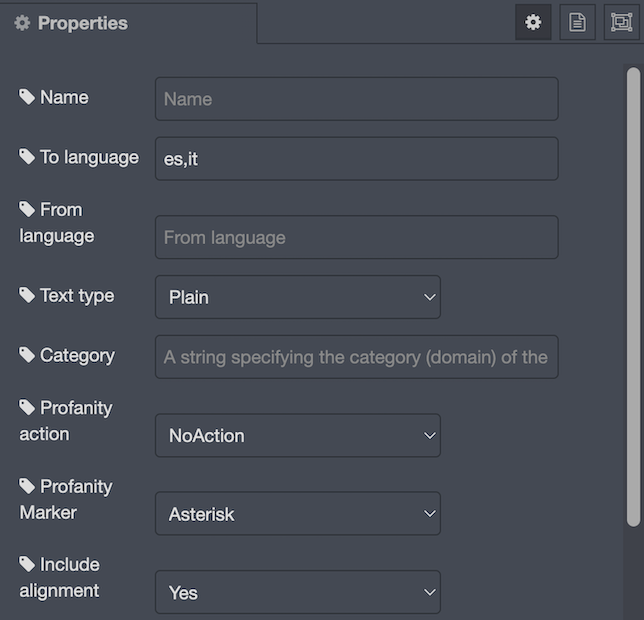 Properties
Name
Name
To language
es,it
From
language
From language
Text type
Plain
Category
A string specifying the category (domain) of the
Profanity
action
NoAction
Profanity
Marker
Asterisk
Include
alignment
Yes